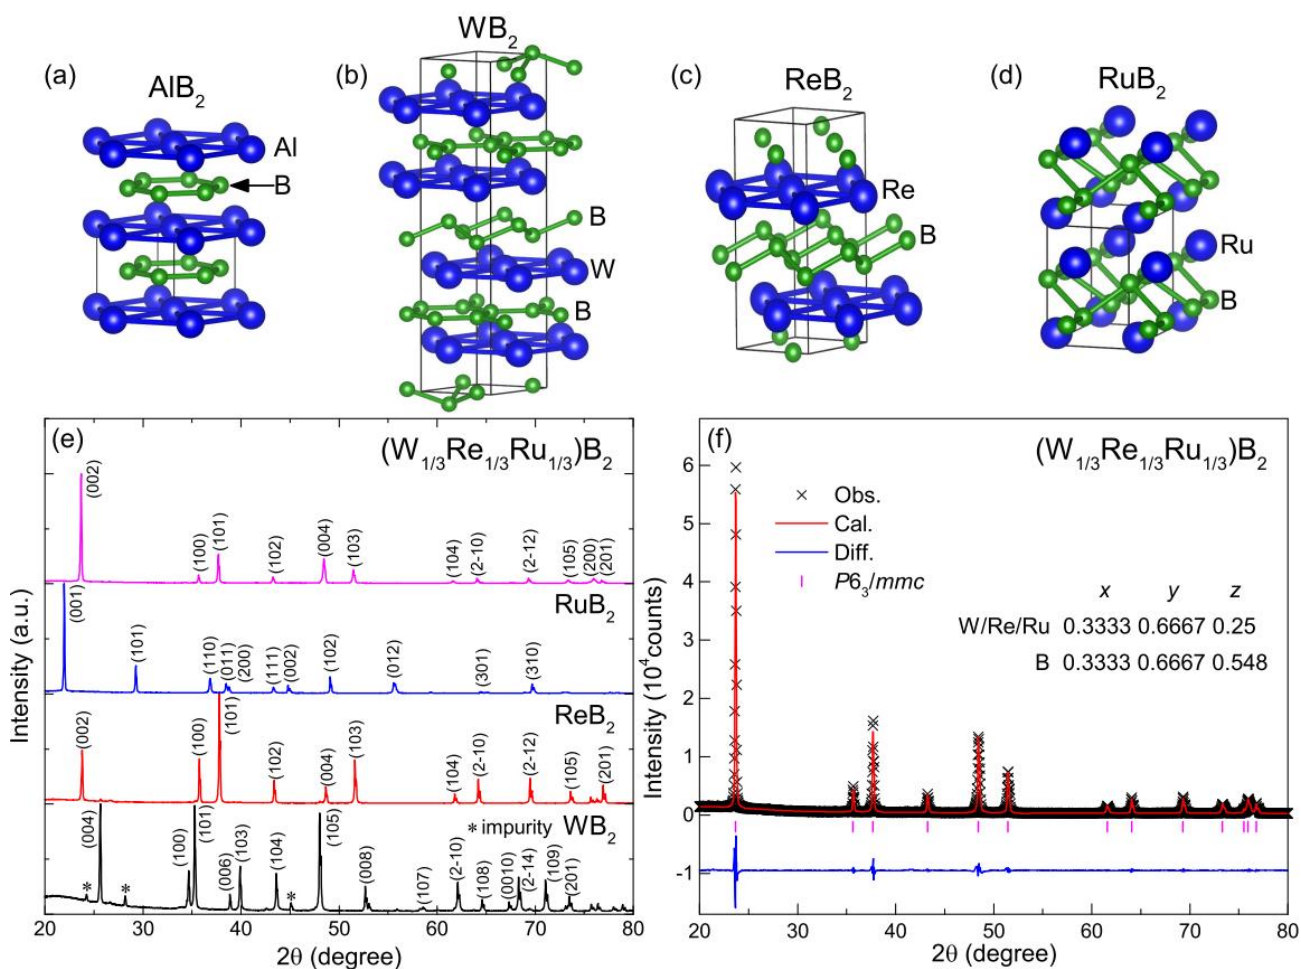 (a)
AlB2
Al
B
(b)
WB2
B
W
B
(c)
ReB2
Re
B
(d)
RuB2
Ru
B
(e)
(W1/3Re1/3Ru1/3)B2
(002)
(100)
(101)
(102)
(004)
(103)
(104)
(2-10)
(2-12)
(105)
(200)
(201)
RuB2
(001)
(101)
(110)
(011)
(200)
(111)
(002)
(102)
(012)
(301)
(310)
ReB2
(002)
(100)
(101)
(102)
(004)
(103)
(104)
(2-10)
(2-12)
(105)
(201)
WB2
* impurity
(004)
*
*
(100)
(101)
(006)
(103)
(104)
*
(105)
(008)
(107)
(2-10)
(108)
(0010)
(2-14)
(109)
(201)
Intensity (a.u.)
20 30 40 50 60 70 80
2θ (degree)
(f)
(W1/3Re1/3Ru1/3)B2
× Obs.
Cal.
Diff.
P63/mmc
x y z
W/Re/Ru 0.3333 0.6667 0.25
B 0.3333 0.6667 0.548
Intensity (10⁴counts)
6
5
4
3
2
1
0
-1
20 30 40 50 60 70 80
2θ (degree)